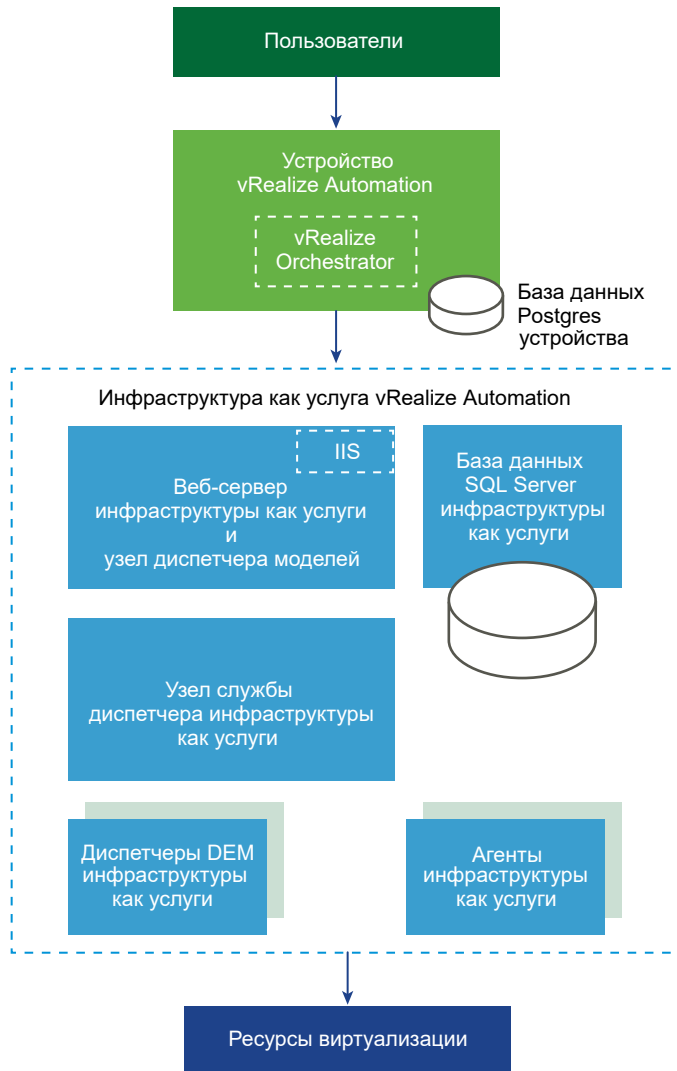 Пользователи
Устройство
vRealize Automation
vRealize
Orchestrator
База данных
Postgres
устройства
Инфраструктура как услуга vRealize Automation
IIS
Веб-сервер
инфраструктуры как услуги
и
узел диспетчера моделей
База данных
SQL Server
инфраструктуры
как услуги
Узел службы
диспетчера инфраструктуры
как услуги
Диспетчеры DEM
инфраструктуры
как услуги
Агенты
инфраструктуры
как услуги
Ресурсы виртуализации